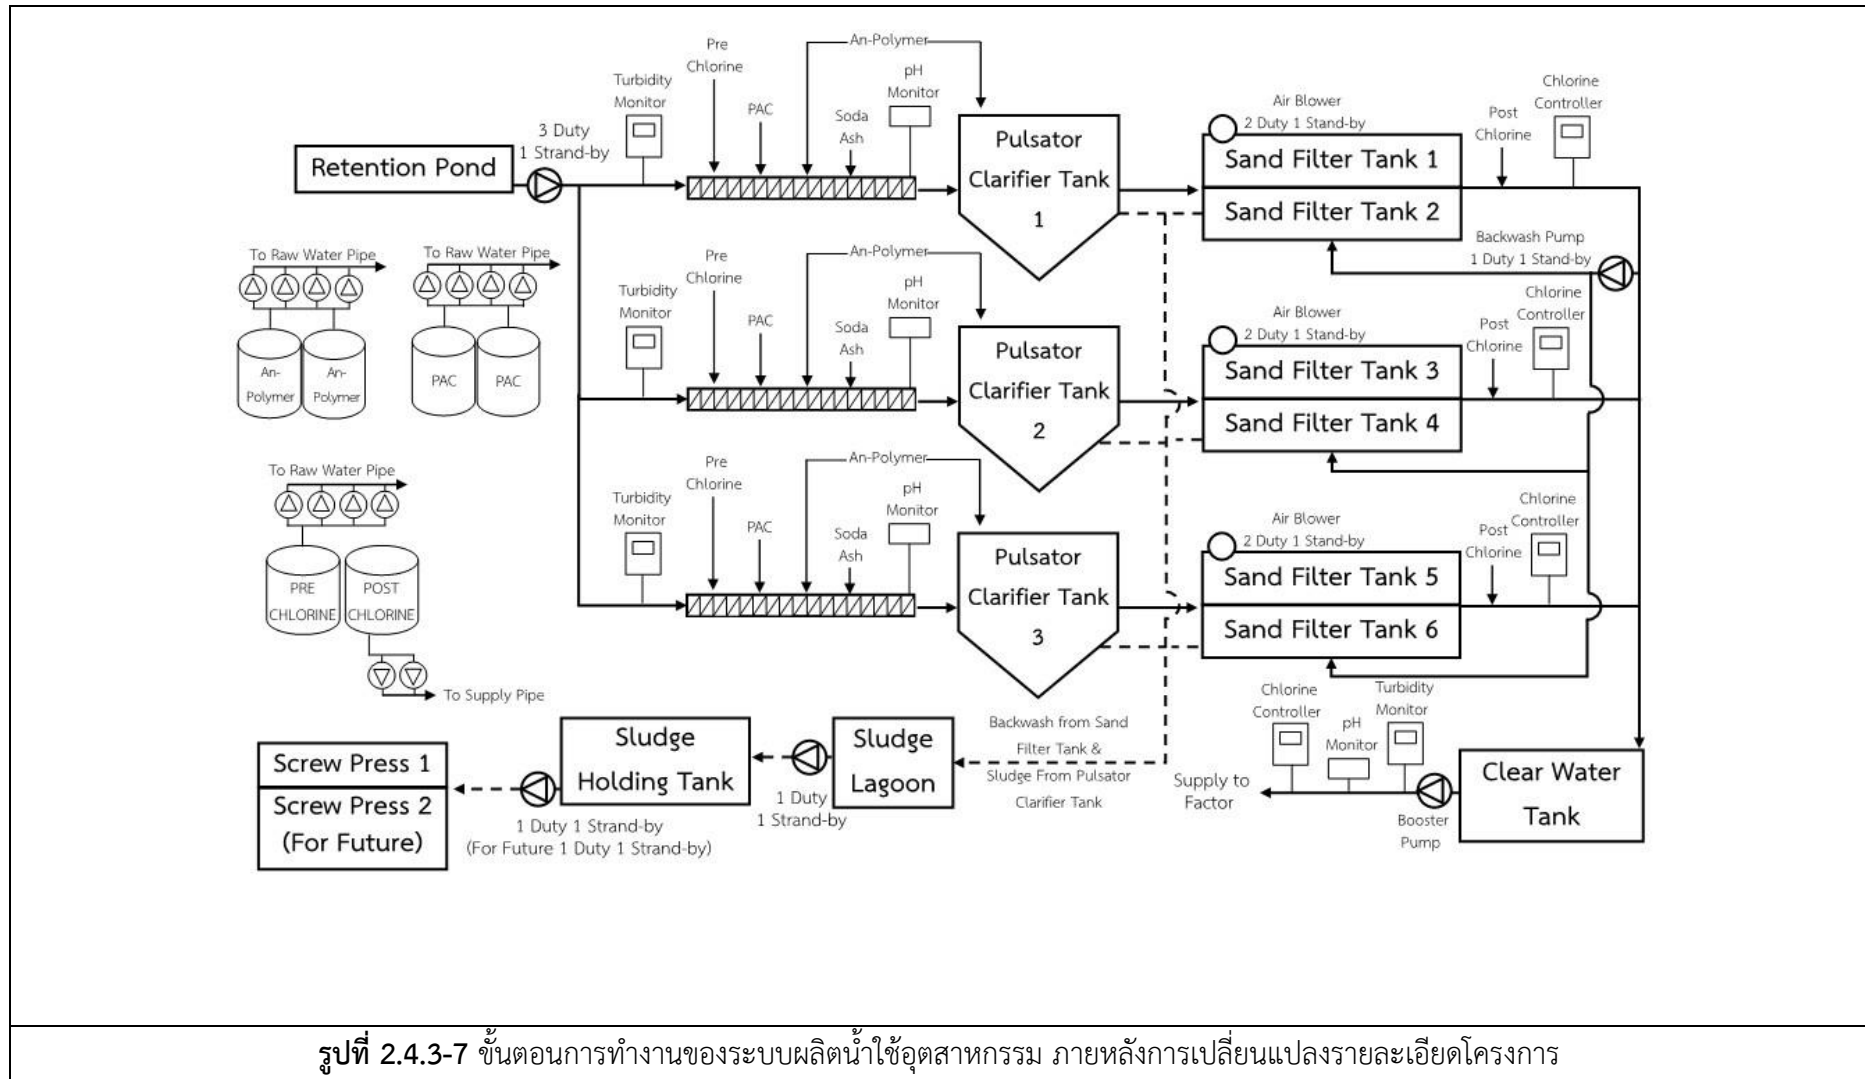 Pre
Chlorine
An-Polymer
pH
Monitor
Turbidity
Monitor
PAC
Soda
Ash
3 Duty
1 Strand-by
Retention Pond
Pulsator
Clarifier Tank
1
Air Blower
2 Duty 1 Stand-by
Sand Filter Tank 1
Sand Filter Tank 2
Post
Chlorine
Chlorine
Controller
Backwash Pump
1 Duty 1 Stand-by
To Raw Water Pipe
An-
Polymer
An-
Polymer
To Raw Water Pipe
PAC
PAC
Turbidity
Monitor
Pre
Chlorine
PAC
An-Polymer
Soda
Ash
pH
Monitor
Pulsator
Clarifier Tank
2
Air Blower
2 Duty 1 Stand-by
Sand Filter Tank 3
Sand Filter Tank 4
Post
Chlorine
Chlorine
Controller
To Raw Water Pipe
PRE
CHLORINE
POST
CHLORINE
To Supply Pipe
Turbidity
Monitor
Pre
Chlorine
PAC
An-Polymer
Soda
Ash
pH
Monitor
Pulsator
Clarifier Tank
3
Air Blower
2 Duty 1 Stand-by
Sand Filter Tank 5
Sand Filter Tank 6
Post
Chlorine
Chlorine
Controller
Screw Press 1
Screw Press 2
(For Future)
1 Duty 1 Strand-by
(For Future 1 Duty 1 Strand-by)
Sludge
Holding Tank
1 Duty
1 Strand-by
Sludge
Lagoon
Backwash from Sand
Filter Tank &
Sludge From Pulsator
Clarifier Tank
Supply to
Factor
Chlorine
Controller
pH
Monitor
Turbidity
Monitor
Booster
Pump
Clear Water
Tank
รูปที่ 2.4.3-7 ขั้นตอนการทำงานของระบบผลิตน้ำใช้อุตสาหกรรม ภายหลังการเปลี่ยนแปลงรายละเอียดโครงการ